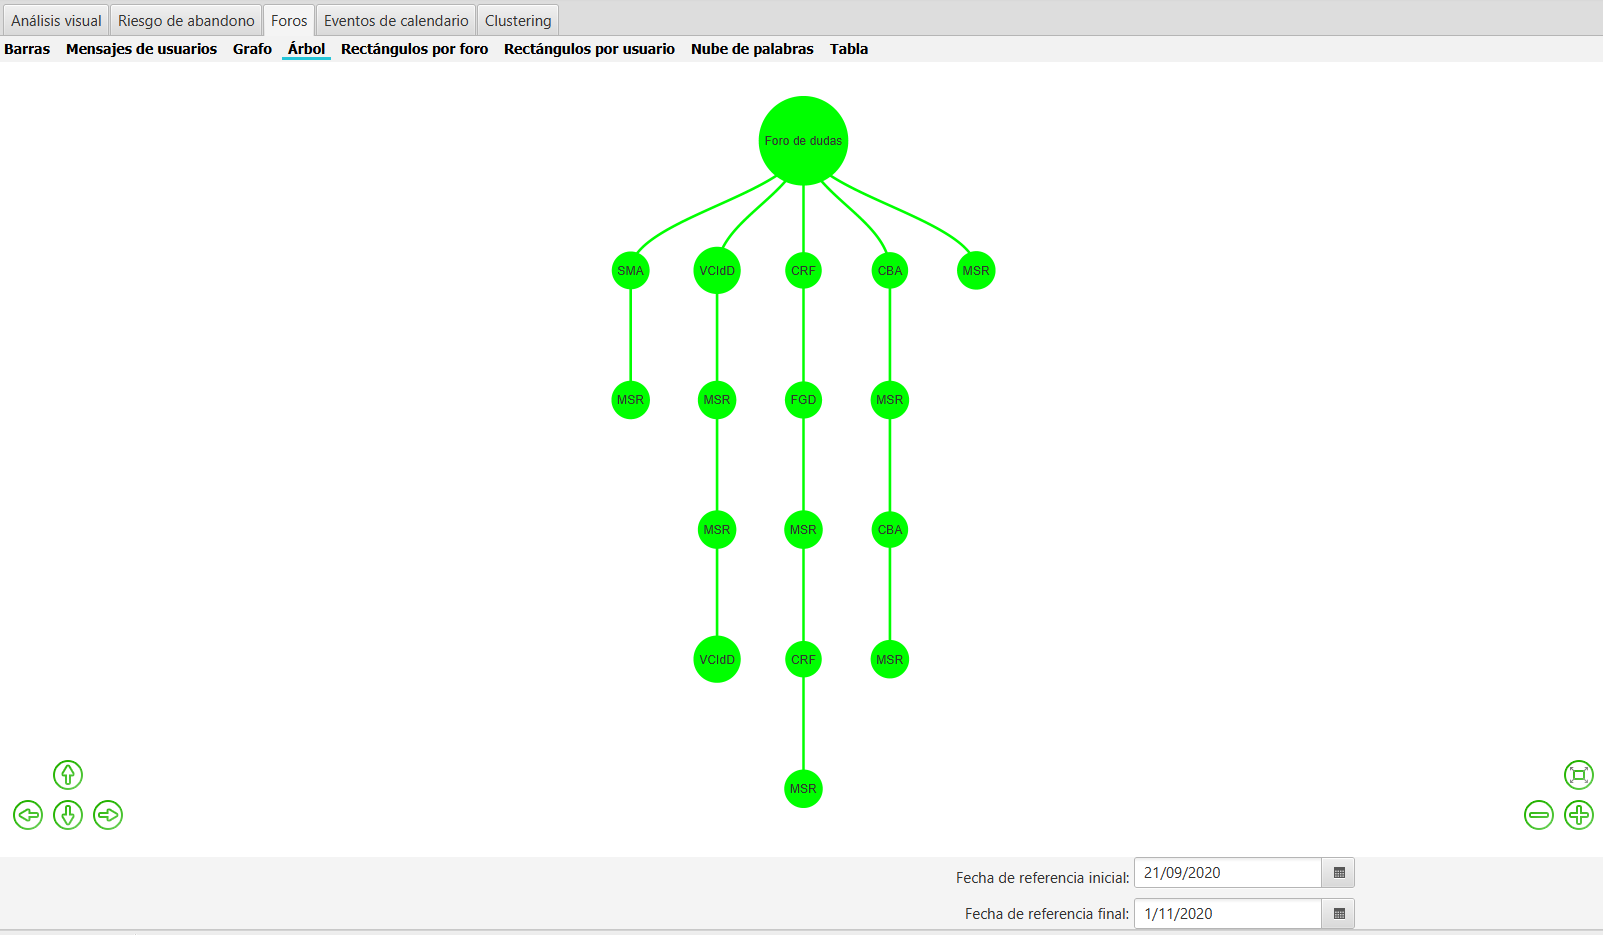 Análisis visual Riesgo de abandono Foros Eventos de calendario Clustering
Barras Mensajes de usuarios Grafo Árbol Rectángulos por foro Rectángulos por usuario Nube de palabras Tabla
Foro de dudas
SMA VCIdD CRF CBA MSR
MSR MSR FGD MSR
MSR MSR CBA
VCIdD CRF MSR
MSR
Fecha de referencia inicial: 21/09/2020
Fecha de referencia final: 1/11/2020